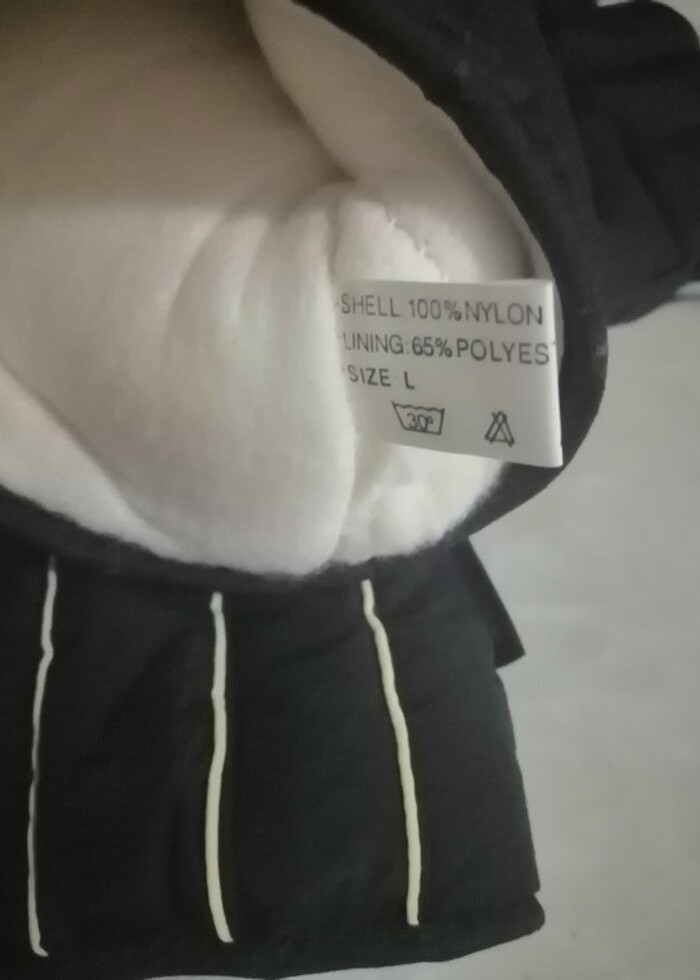 SHELL 100% NYLON
LINING: 65% POLYES
SIZE L
30°